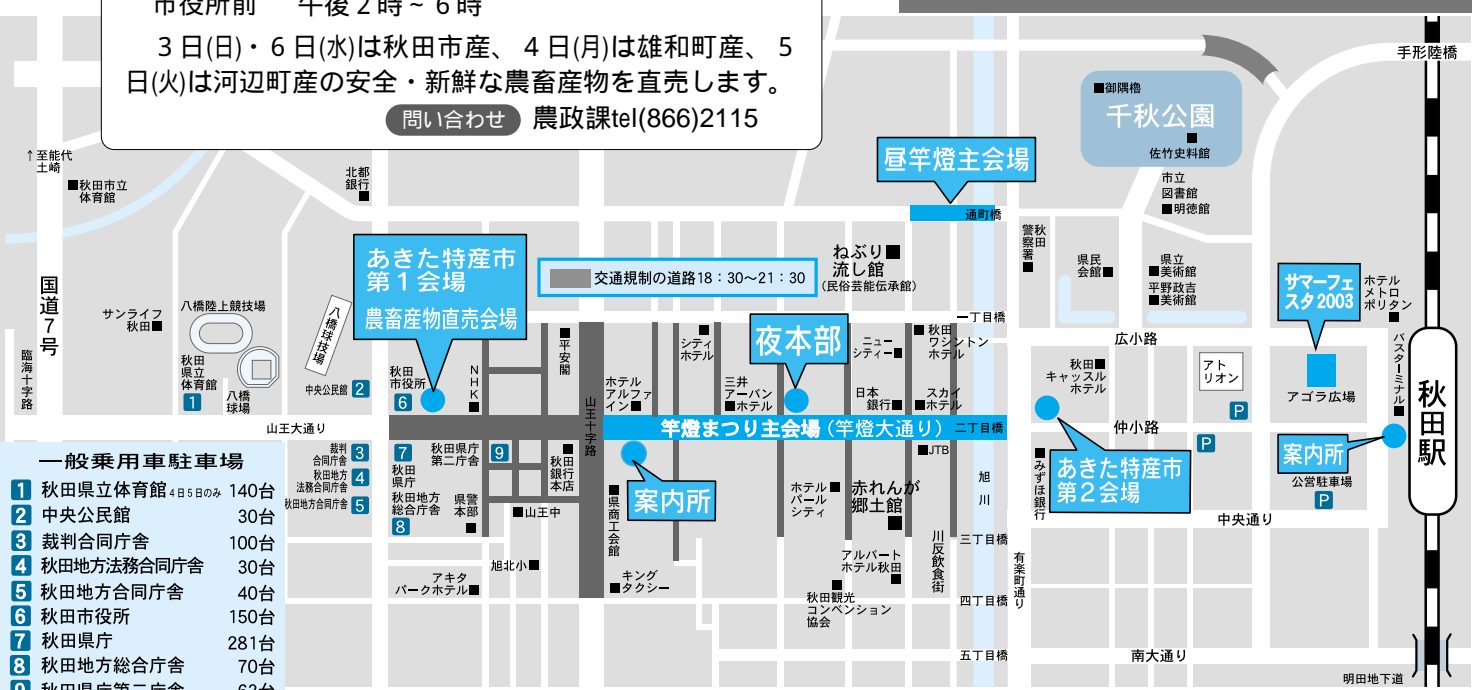 市役所前　午後２時～６時
３日(日)・６日(水)は秋田市産、４日(月)は雄和町産、５
日(火)は河辺町産の安全・新鮮な農畜産物を直売します。
問い合わせ 農政課tel(866)2115
手形陸橋
■御隅櫓
千秋公園
佐竹史料館
昼竿燈主会場
通町橋
市立
図書館
■明徳館
↑至能代
土崎
■秋田市立
体育館
北都
銀行
秋田
警察署
県民
会館■
県立
■美術館
平野政吉
■美術館
国道７号
臨海十字路
サンライフ
秋田■
八橋陸上競技場
八橋球技場
秋田
県立
体育館
1
八橋
球場
あきた特産市
第１会場
農畜産物直売会場
交通規制の道路18：30～21：30
ねぶり■
流し館
(民俗芸能伝承館)
サマーフェ
スタ2003
ホテル
メトロ
ポリタン
バスターミナル
秋田駅
アゴラ広場
一丁目橋
広小路
中央公民館 2
秋田
市役所
6
NHK
■平安閣
山王十字路
シティ
ホテル
ホテル
アルファ
イン■
三井
アーバン
■ホテル
夜本部
ニュー
シティー■
日本
銀行■
■秋田
ワシントン
ホテル
スカイ
■ホテル
秋田■
キャッスル
ホテル
アト
リオン
P
仲小路
P
案内所
公営駐車場
P
山王大通り
竿燈まつり主会場（竿燈大通り）
二丁目橋
■JTB
旭川
■みずほ銀行
あきた特産市
第２会場
中央通り
裁判
合同庁舎 3
秋田地方
法務合同庁舎 4
秋田地方合同庁舎 5
7
秋田
県庁
秋田県庁
第二庁舎
9
秋田地方
総合庁舎
8
県警
本部
秋田
銀行
本店
■山王中
旭北小■
アキタ
パークホテル■
■県商工会館
案内所
キング
■タクシー
ホテル■
パール
シティ
赤れんが
郷土館
アルバート
ホテル秋田
秋田観光
コンベンション
協会
川反飲食街
三丁目橋
有楽町通り
四丁目橋
五丁目橋
南大通り
明田地下道
一般乗用車駐車場
1 秋田県立体育館 4日5日のみ 140台
2 中央公民館 30台
3 裁判合同庁舎 100台
4 秋田地方法務合同庁舎 30台
5 秋田地方合同庁舎 40台
6 秋田市役所 150台
7 秋田県庁 281台
8 秋田地方総合庁舎 70台
9 秋田県庁第二庁舎 63台